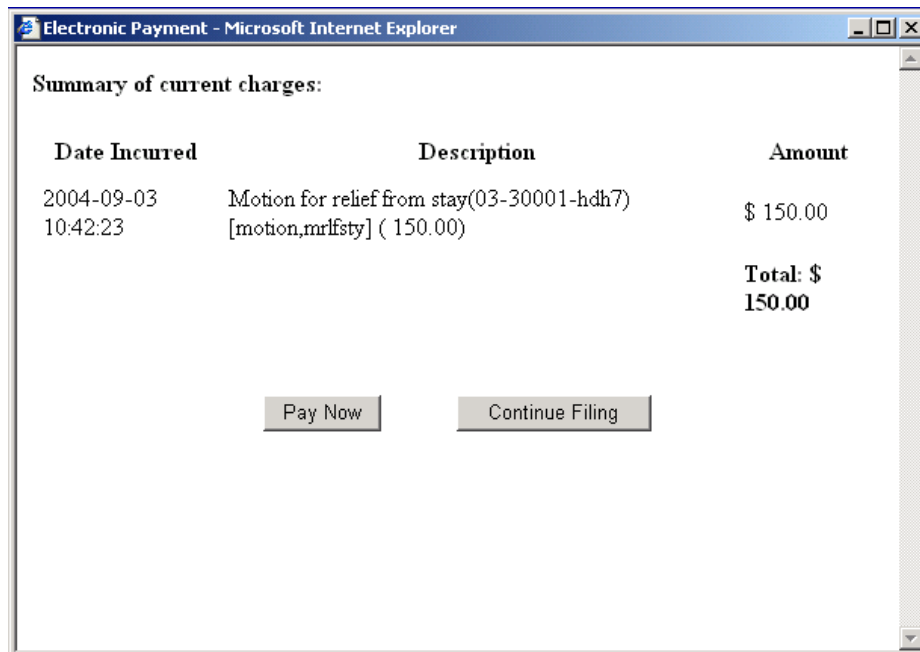 Electronic Payment - Microsoft Internet Explorer
Summary of current charges:
Date Incurred Description Amount
2004-09-03 Motion for relief from stay(03-30001-hdh7)
10:42:23 [motion,mrlfsty] ( 150.00) $ 150.00
Total: $
150.00
Pay Now Continue Filing